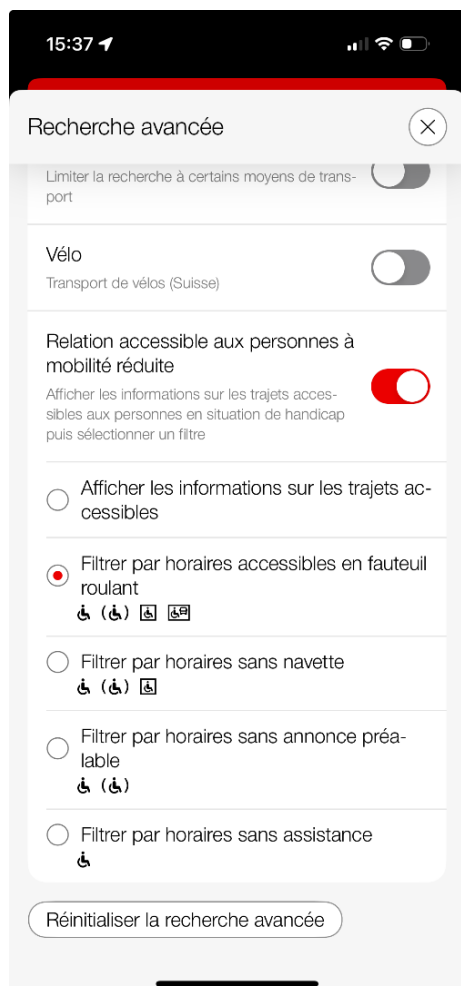 15:37
Recherche avancée
Limiter la recherche à certains moyens de trans-
port
Vélo
Transport de vélos (Suisse)
Relation accessible aux personnes à
mobilité réduite
Afficher les informations sur les trajets acces-
sibles aux personnes en situation de handicap
puis sélectionner un filtre
Afficher les informations sur les trajets ac-
cessibles
Filtrer par horaires accessibles en fauteuil
roulant
Filtrer par horaires sans navette
Filtrer par horaires sans annonce préa-
lable
Filtrer par horaires sans assistance
Réinitialiser la recherche avancée